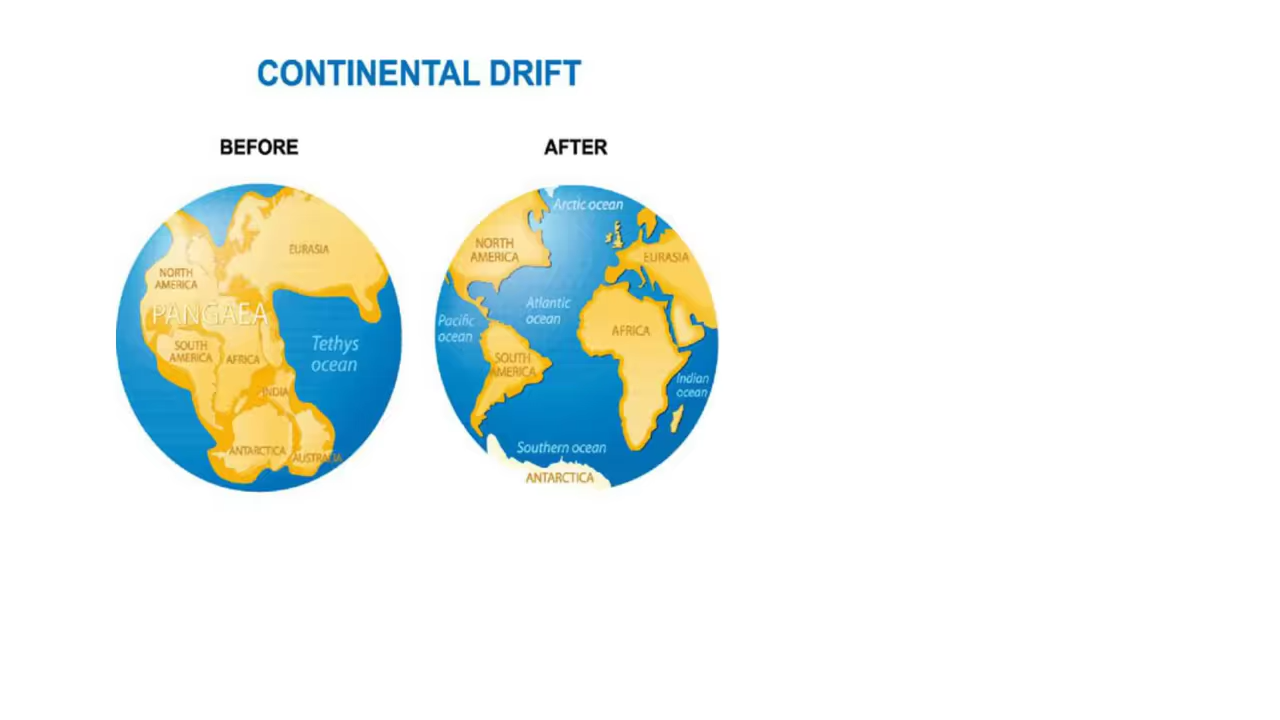 CONTINENTAL DRIFT
BEFORE
AFTER
EURASIA
NORTH
AMERICA
PANGAEA
SOUTH
AMERICA
AFRICA
Tethys
ocean
INDIA
ANTARCTICA
AUSTRALIA
Arctic ocean
NORTH
AMERICA
EURASIA
Atlantic
ocean
Pacific
ocean
AFRICA
SOUTH
AMERICA
Indian
ocean
Southern ocean
ANTARCTICA